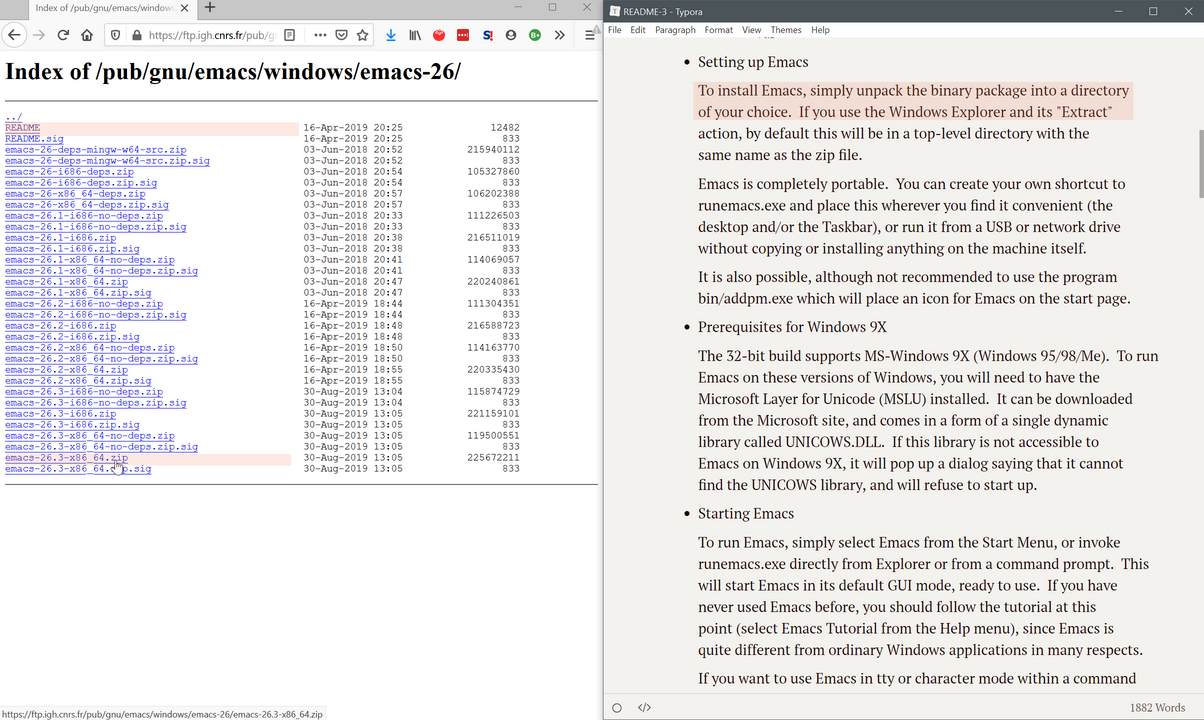 Index of /pub/gnu/emacs/window
https://ftp.igh.cnrs.fr/pub/g
Index of /pub/gnu/emacs/windows/emacs-26/
../
README 16-Apr-2019 20:25 12482
README.sig 16-Apr-2019 20:25 833
emacs-26-deps-mingw-w64-src.zip 03-Jun-2018 20:52 215940112
emacs-26-deps-mingw-w64-src.zip.sig 03-Jun-2018 20:52 833
emacs-26-i686-deps.zip 03-Jun-2018 20:54 105327860
emacs-26-i686-deps.zip.sig 03-Jun-2018 20:54 833
emacs-26-x86_64-deps.zip 03-Jun-2018 20:57 106202388
emacs-26-x86_64-deps.zip.sig 03-Jun-2018 20:57 833
emacs-26.1-i686-no-deps.zip 03-Jun-2018 20:33 111226503
emacs-26.1-i686-no-deps.zip.sig 03-Jun-2018 20:33 833
emacs-26.1-i686.zip 03-Jun-2018 20:38 216511019
emacs-26.1-i686.zip.sig 03-Jun-2018 20:38 833
emacs-26.1-x86_64-no-deps.zip 03-Jun-2018 20:41 114069057
emacs-26.1-x86_64-no-deps.zip.sig 03-Jun-2018 20:41 833
emacs-26.1-x86_64.zip 03-Jun-2018 20:47 220240861
emacs-26.1-x86_64.zip.sig 03-Jun-2018 20:47 833
emacs-26.2-i686-no-deps.zip 16-Apr-2019 18:44 111304351
emacs-26.2-i686-no-deps.zip.sig 16-Apr-2019 18:44 833
emacs-26.2-i686.zip 16-Apr-2019 18:48 216588723
emacs-26.2-i686.zip.sig 16-Apr-2019 18:48 833
emacs-26.2-x86_64-no-deps.zip 16-Apr-2019 18:50 114163770
emacs-26.2-x86_64-no-deps.zip.sig 16-Apr-2019 18:50 833
emacs-26.2-x86_64.zip 16-Apr-2019 18:55 220335430
emacs-26.2-x86_64.zip.sig 16-Apr-2019 18:55 833
emacs-26.3-i686-no-deps.zip 30-Aug-2019 13:04 115874729
emacs-26.3-i686-no-deps.zip.sig 30-Aug-2019 13:04 833
emacs-26.3-i686.zip 30-Aug-2019 13:05 221159101
emacs-26.3-i686.zip.sig 30-Aug-2019 13:05 833
emacs-26.3-x86_64-no-deps.zip 30-Aug-2019 13:05 119500551
emacs-26.3-x86_64-no-deps.zip.sig 30-Aug-2019 13:05 833
emacs-26.3-x86_64.zip 30-Aug-2019 13:05 225672211
emacs-26.3-x86_64.zip.sig 30-Aug-2019 13:05 833
https://ftp.igh.cnrs.fr/pub/gnu/emacs/windows/emacs-26/emacs-26.3-x86_64.zip
README-3 - Typora
File Edit Paragraph Format View Themes Help
• Setting up Emacs
To install Emacs, simply unpack the binary package into a directory
of your choice. If you use the Windows Explorer and its "Extract"
action, by default this will be in a top-level directory with the
same name as the zip file.
Emacs is completely portable. You can create your own shortcut to
runemacs.exe and place this wherever you find it convenient (the
desktop and/or the Taskbar), or run it from a USB or network drive
without copying or installing anything on the machine itself.
It is also possible, although not recommended to use the program
bin/addpm.exe which will place an icon for Emacs on the start page.
• Prerequisites for Windows 9X
The 32-bit build supports MS-Windows 9X (Windows 95/98/Me). To run
Emacs on these versions of Windows, you will need to have the
Microsoft Layer for Unicode (MSLU) installed. It can be downloaded
from the Microsoft site, and comes in a form of a single dynamic
library called UNICOWS.DLL. If this library is not accessible to
Emacs on Windows 9X, it will pop up a dialog saying that it cannot
find the UNICOWS library, and will refuse to start up.
• Starting Emacs
To run Emacs, simply select Emacs from the Start Menu, or invoke
runemacs.exe directly from Explorer or from a command prompt. This
will start Emacs in its default GUI mode, ready to use. If you have
never used Emacs before, you should follow the tutorial at this
point (select Emacs Tutorial from the Help menu), since Emacs is
quite different from ordinary Windows applications in many respects.
If you want to use Emacs in tty or character mode within a command
1882 Words